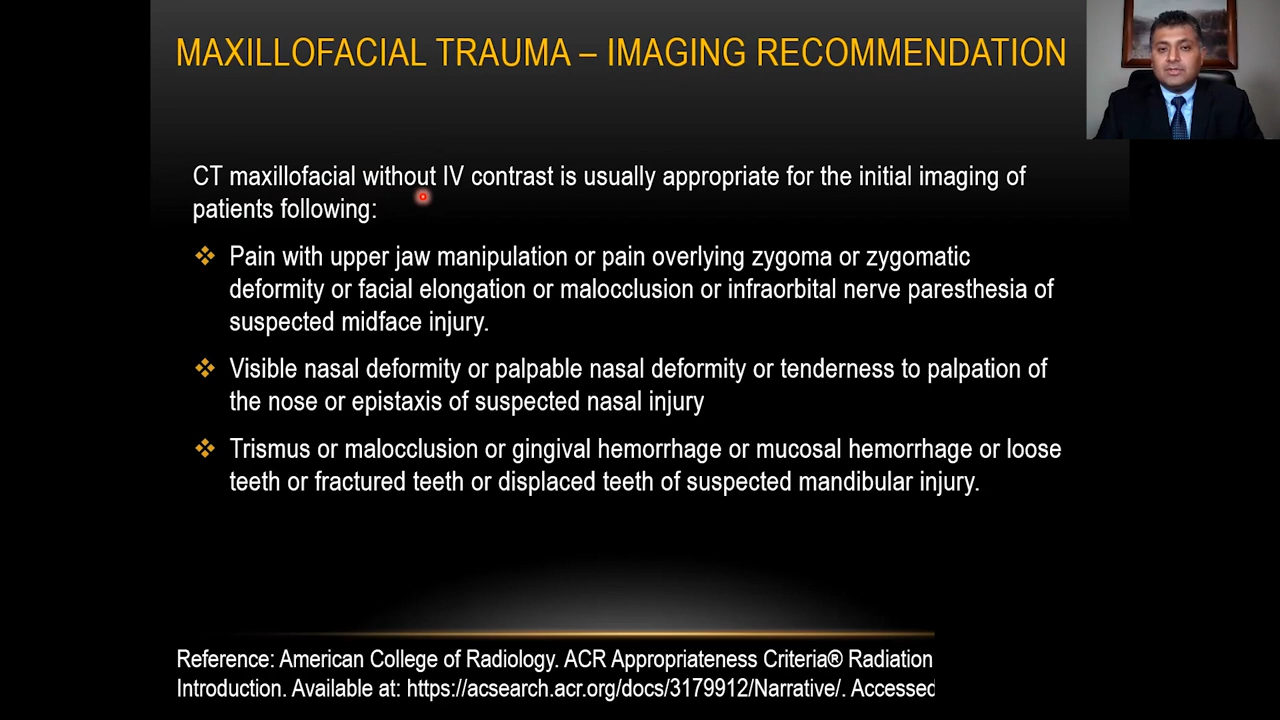 MAXILLOFACIAL TRAUMA – IMAGING RECOMMENDATION
CT maxillofacial without IV contrast is usually appropriate for the initial imaging of
patients following:
Pain with upper jaw manipulation or pain overlying zygoma or zygomatic
deformity or facial elongation or malocclusion or infraorbital nerve paresthesia of
suspected midface injury.
Visible nasal deformity or palpable nasal deformity or tenderness to palpation of
the nose or epistaxis of suspected nasal injury
Trismus or malocclusion or gingival hemorrhage or mucosal hemorrhage or loose
teeth or fractured teeth or displaced teeth of suspected mandibular injury.
Reference: American College of Radiology. ACR Appropriateness Criteria® Radiation
Introduction. Available at: https://acsearch.acr.org/docs/3179912/Narrative/. Accessed